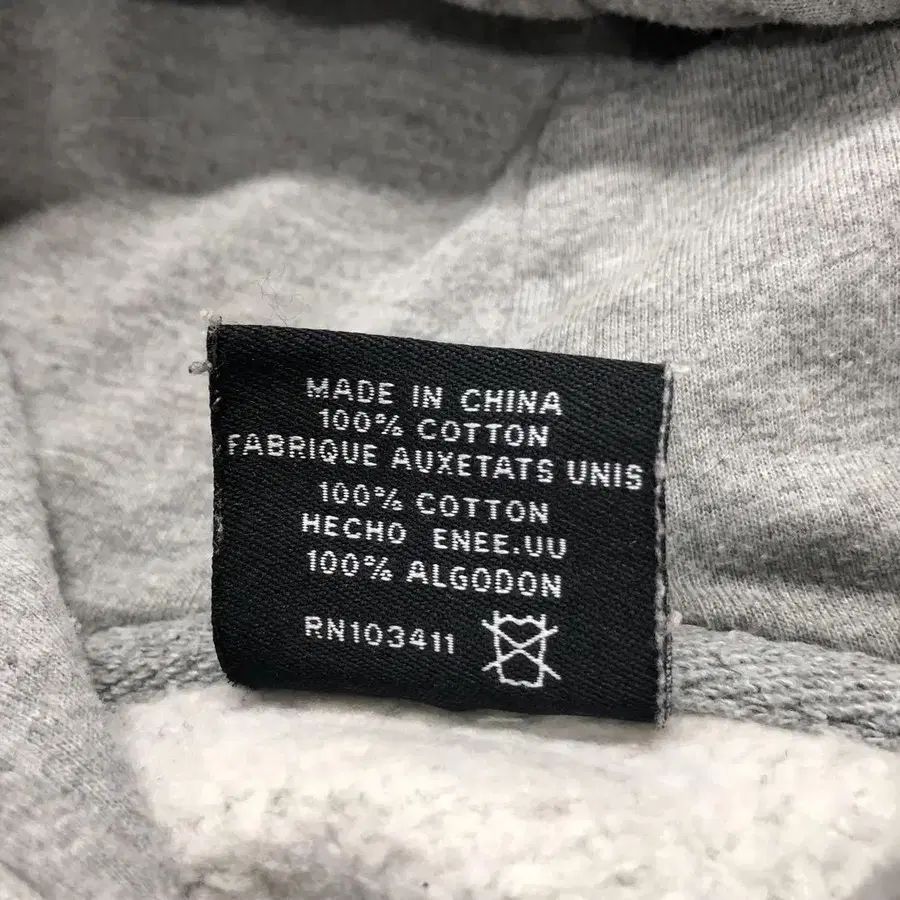 MADE IN CHINA
100% COTTON
FABRIQUE AUXETATS UNIS
100% COTTON
HECHO ENEE.UU
100% ALGODON
RN103411